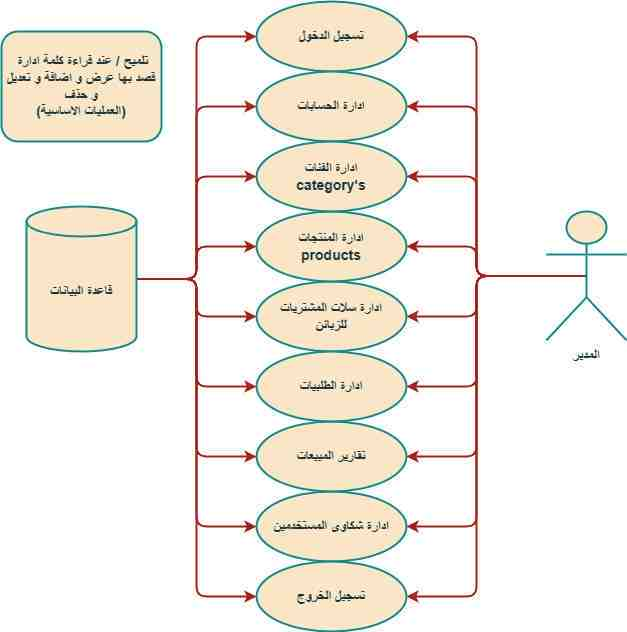 تلميح / عند قراءة كلمة ادارة
قصد بها عرض و اضافة و تعديل
و حذف
(العمليات الاساسية)
تسجيل الدخول
ادارة الحسابات
ادارة الفئات
category's
ادارة المنتجات
products
ادارة سلات المشتريات
للزبائن
ادارة الطلبيات
تقارير المبيعات
ادارة شكاوى المستخدمين
تسجيل الخروج
قاعدة البيانات
المدير